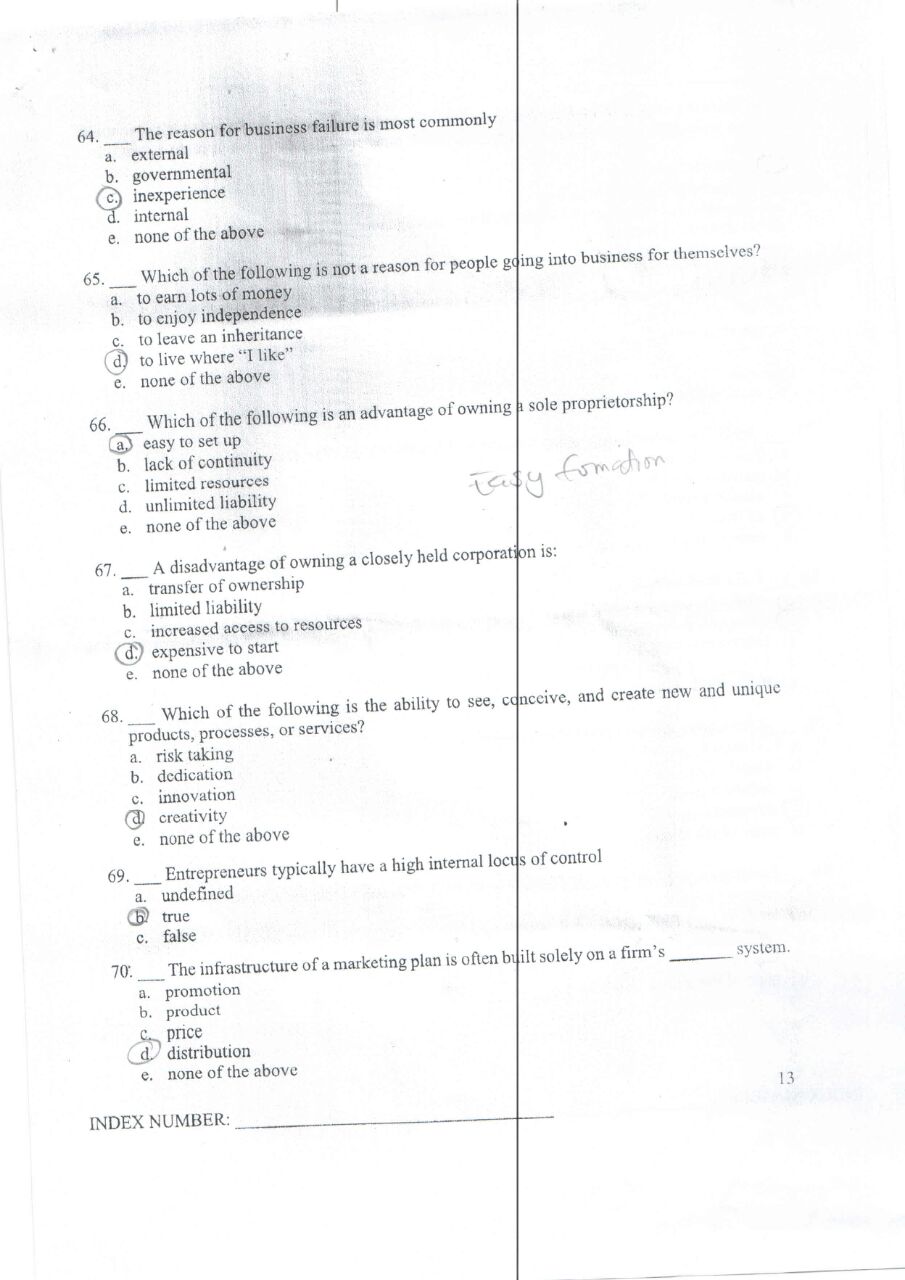 64. ___ The reason for business failure is most commonly
a. external
b. governmental
c. inexperience
d. internal
e. none of the above
65. ___ Which of the following is not a reason for people going into business for themselves?
a. to earn lots of money
b. to enjoy independence
c. to leave an inheritance
d. to live where “I like”
e. none of the above
66. ___ Which of the following is an advantage of owning a sole proprietorship?
a. easy to set up
b. lack of continuity
c. limited resources
Easy fomation
d. unlimited liability
e. none of the above
67. ___ A disadvantage of owning a closely held corporation is:
a. transfer of ownership
b. limited liability
c. increased access to resources
d. expensive to start
e. none of the above
68. ___ Which of the following is the ability to see, conceive, and create new and unique
products, processes, or services?
a. risk taking
b. dedication
c. innovation
d. creativity
e. none of the above
69. ___ Entrepreneurs typically have a high internal locus of control
a. undefined
b. true
c. false
70. ___ The infrastructure of a marketing plan is often built solely on a firm’s _______ system.
a. promotion
b. product
c. price
d. distribution
e. none of the above
13
INDEX NUMBER: ____________________